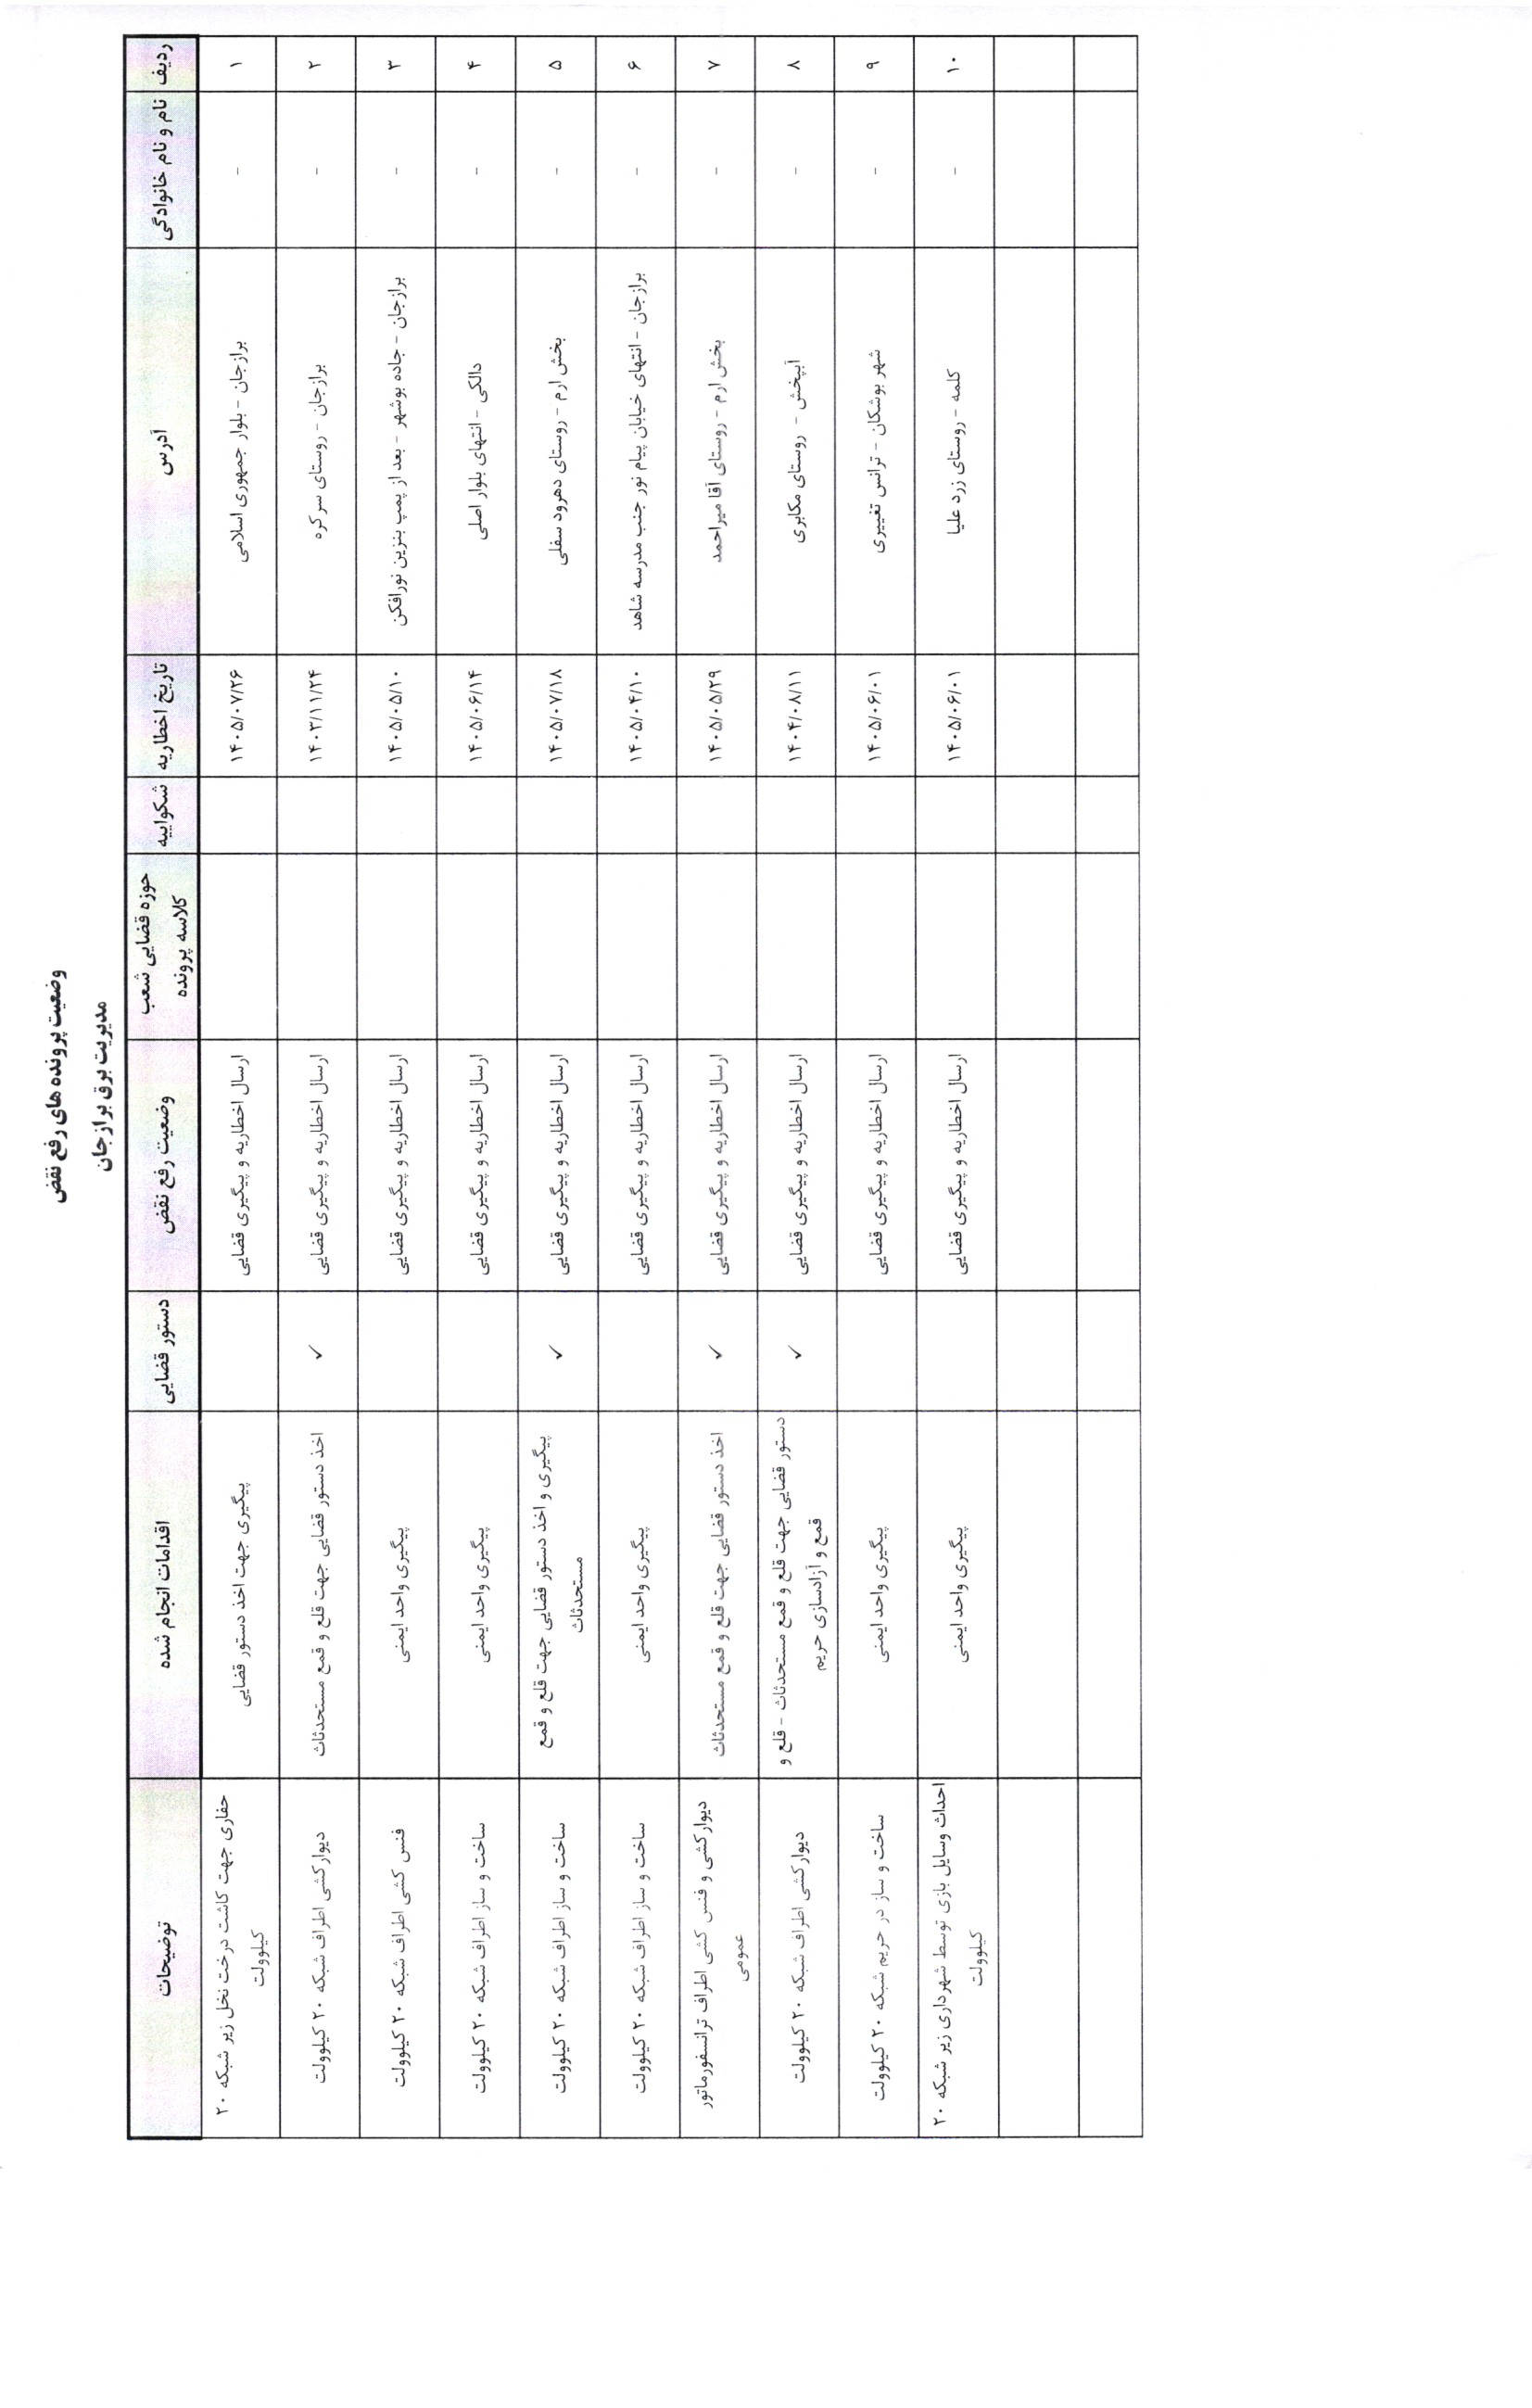 وضعیت پرونده های رفع نقض
مدیریت برق برازجان
ردیف نام و نام خانوادگی آدرس تاریخ اخطاریه شکواییه حوزه قضایی شعب کلاسه پرونده وضعیت رفع نقض دستور قضایی اقدامات انجام شده توضیحات
۱ - برازجان - بلوار جمهوری اسلامی ۱۴۰۵/۰۷/۲۶ ارسال اخطاریه و پیگیری قضایی پیگیری جهت اخذ دستور قضایی حفاری جهت کاشت درخت نخل زیر شبکه ۲۰ کیلوولت
۲ - برازجان - روستای سرکره ۱۴۰۳/۱۱/۲۴ ارسال اخطاریه و پیگیری قضایی ✓ اخذ دستور قضایی جهت قلع و قمع مستحدثاث دیوارکشی اطراف شبکه ۲۰ کیلوولت
۳ - برازجان - جاده بوشهر - بعد از پمپ بنزین نورافکن ۱۴۰۵/۰۵/۱۰ ارسال اخطاریه و پیگیری قضایی پیگیری واحد ایمنی فنس کشی اطراف شبکه ۲۰ کیلوولت
۴ - دالکی - انتهای بلوار اصلی ۱۴۰۵/۰۶/۱۴ ارسال اخطاریه و پیگیری قضایی پیگیری واحد ایمنی ساخت و ساز اطراف شبکه ۲۰ کیلوولت
۵ - بخش ارم - روستای دهرود سفلی ۱۴۰۵/۰۷/۱۸ ارسال اخطاریه و پیگیری قضایی ✓ پیگیری و اخذ دستور قضایی جهت قلع و قمع مستحدثاث ساخت و ساز اطراف شبکه ۲۰ کیلوولت
۶ - برازجان - انتهای خیابان پیام نور جنب مدرسه شاهد ۱۴۰۵/۰۴/۱۰ ارسال اخطاریه و پیگیری قضایی پیگیری واحد ایمنی ساخت و ساز اطراف شبکه ۲۰ کیلوولت
۷ - بخش ارم - روستای آقا میراحمد ۱۴۰۵/۰۵/۲۹ ارسال اخطاریه و پیگیری قضایی ✓ اخذ دستور قضایی جهت قلع و قمع مستحدثاث دیوارکشی و فنس کشی اطراف ترانسفورماتور عمومی
۸ - آبپخش - روستای مکابری ۱۴۰۴/۰۸/۱۱ ارسال اخطاریه و پیگیری قضایی ✓ دستور قضایی جهت قلع و قمع مستحدثاث - قلع و قمع و آزادسازی حریم دیوارکشی اطراف شبکه ۲۰ کیلوولت
۹ - شهر بوشکان - ترانس تغییری ۱۴۰۵/۰۶/۰۱ ارسال اخطاریه و پیگیری قضایی پیگیری واحد ایمنی ساخت و ساز در حریم شبکه ۲۰ کیلوولت
۱۰ - کلمه - روستای زرد علیا ۱۴۰۵/۰۶/۰۱ ارسال اخطاریه و پیگیری قضایی پیگیری واحد ایمنی احداث وسایل بازی توسط شهرداری زیر شبکه ۲۰ کیلوولت